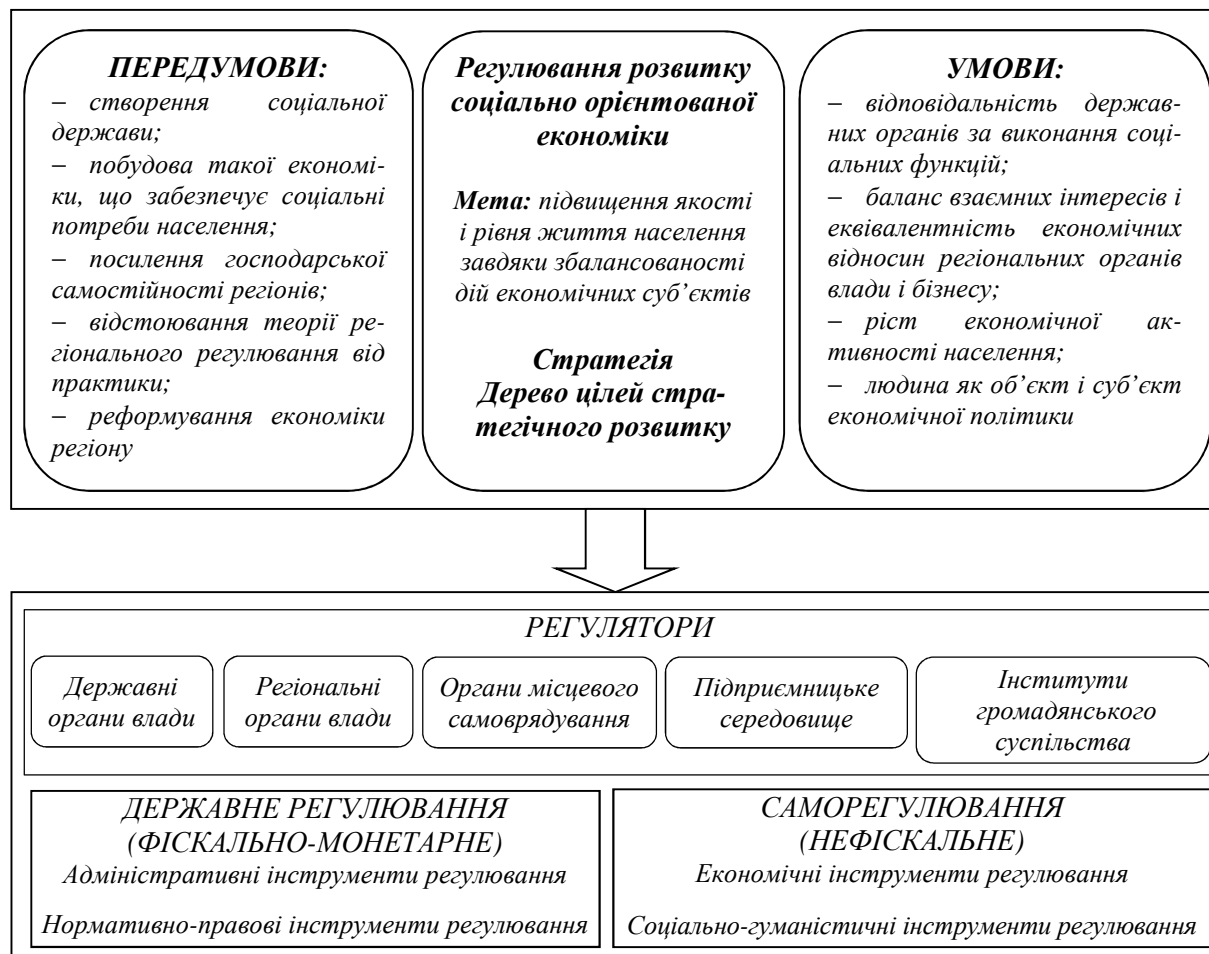 ПЕРЕДУМОВИ:
– створення соціальної
держави;
– побудова такої економі-
ки, що забезпечує соціальні
потреби населення;
– посилення господарської
самостійності регіонів;
– відстоювання теорії ре-
гіонального регулювання від
практики;
– реформування економіки
регіону
Регулювання розвитку
соціально орієнтованої
економіки
Мета: підвищення якості
і рівня життя населення
завдяки збалансованості
дій економічних суб’єктів
Стратегія
Дерево цілей стра-
тегічного розвитку
УМОВИ:
– відповідальність держав-
них органів за виконання соці-
альних функцій;
– баланс взаємних інтересів і
еквівалентність економічних
відносин регіональних органів
влади і бізнесу;
– ріст економічної ак-
тивності населення;
– людина як об’єкт і суб’єкт
економічної політики
РЕГУЛЯТОРИ
Державні
органи влади
Регіональні
органи влади
Органи місцевого
самоврядування
Підприємницьке
середовище
Інститути
громадянського
суспільства
ДЕРЖАВНЕ РЕГУЛЮВАННЯ
(ФІСКАЛЬНО-МОНЕТАРНЕ)
Адміністративні інструменти регулювання
Нормативно-правові інструменти регулювання
САМОРЕГУЛЮВАННЯ
(НЕФІСКАЛЬНЕ)
Економічні інструменти регулювання
Соціально-гуманістичні інструменти регулювання